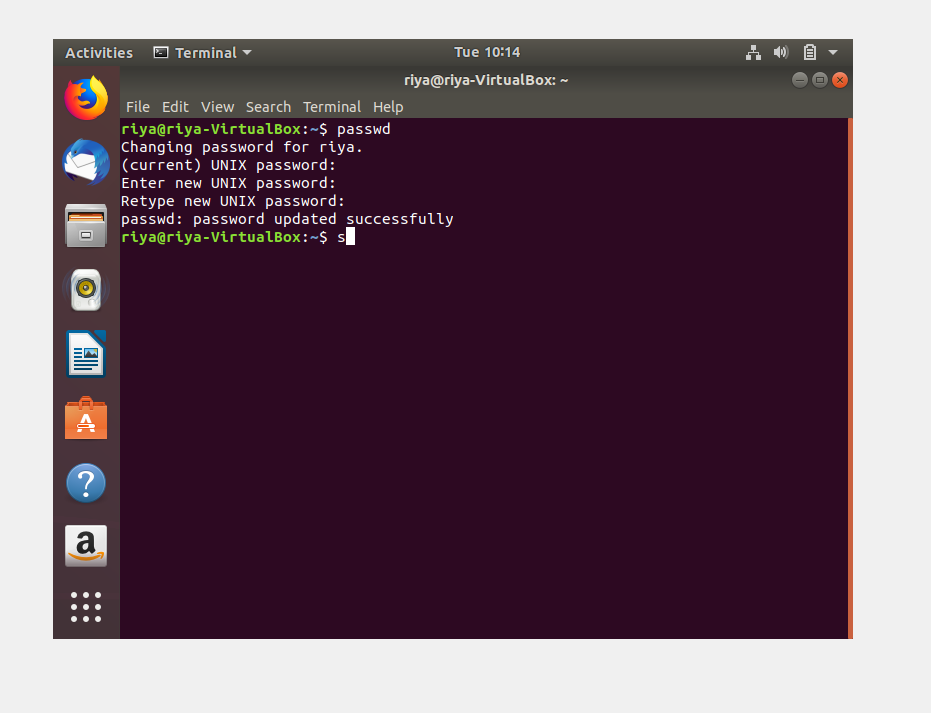 Activities Terminal Tue 10:14
riya@riya-VirtualBox: ~
File Edit View Search Terminal Help
riya@riya-VirtualBox:~$ passwd
Changing password for riya.
(current) UNIX password:
Enter new UNIX password:
Retype new UNIX password:
passwd: password updated successfully
riya@riya-VirtualBox:~$ s
A
?
a